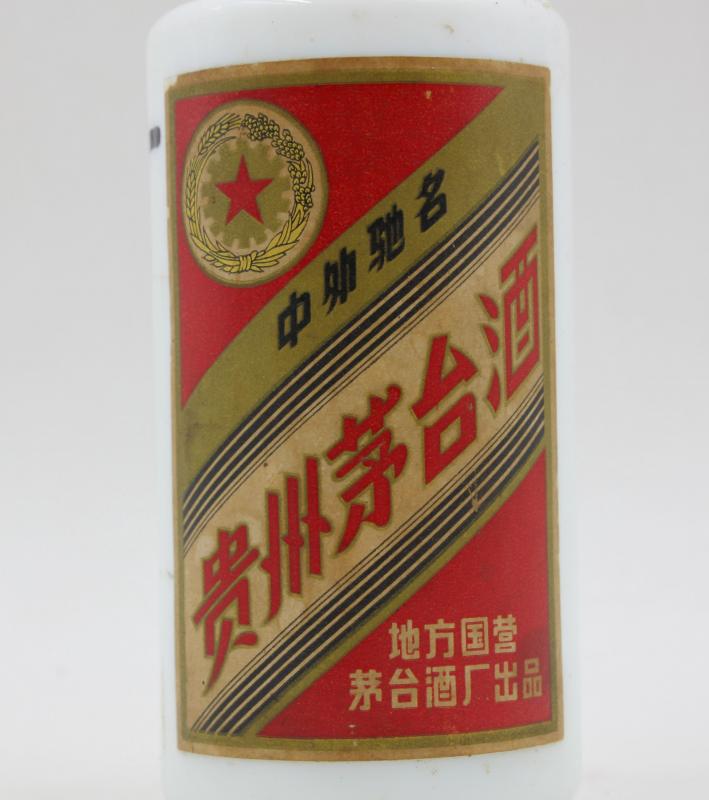 中外驰名
贵州茅台酒
地方国营
茅台酒厂出品